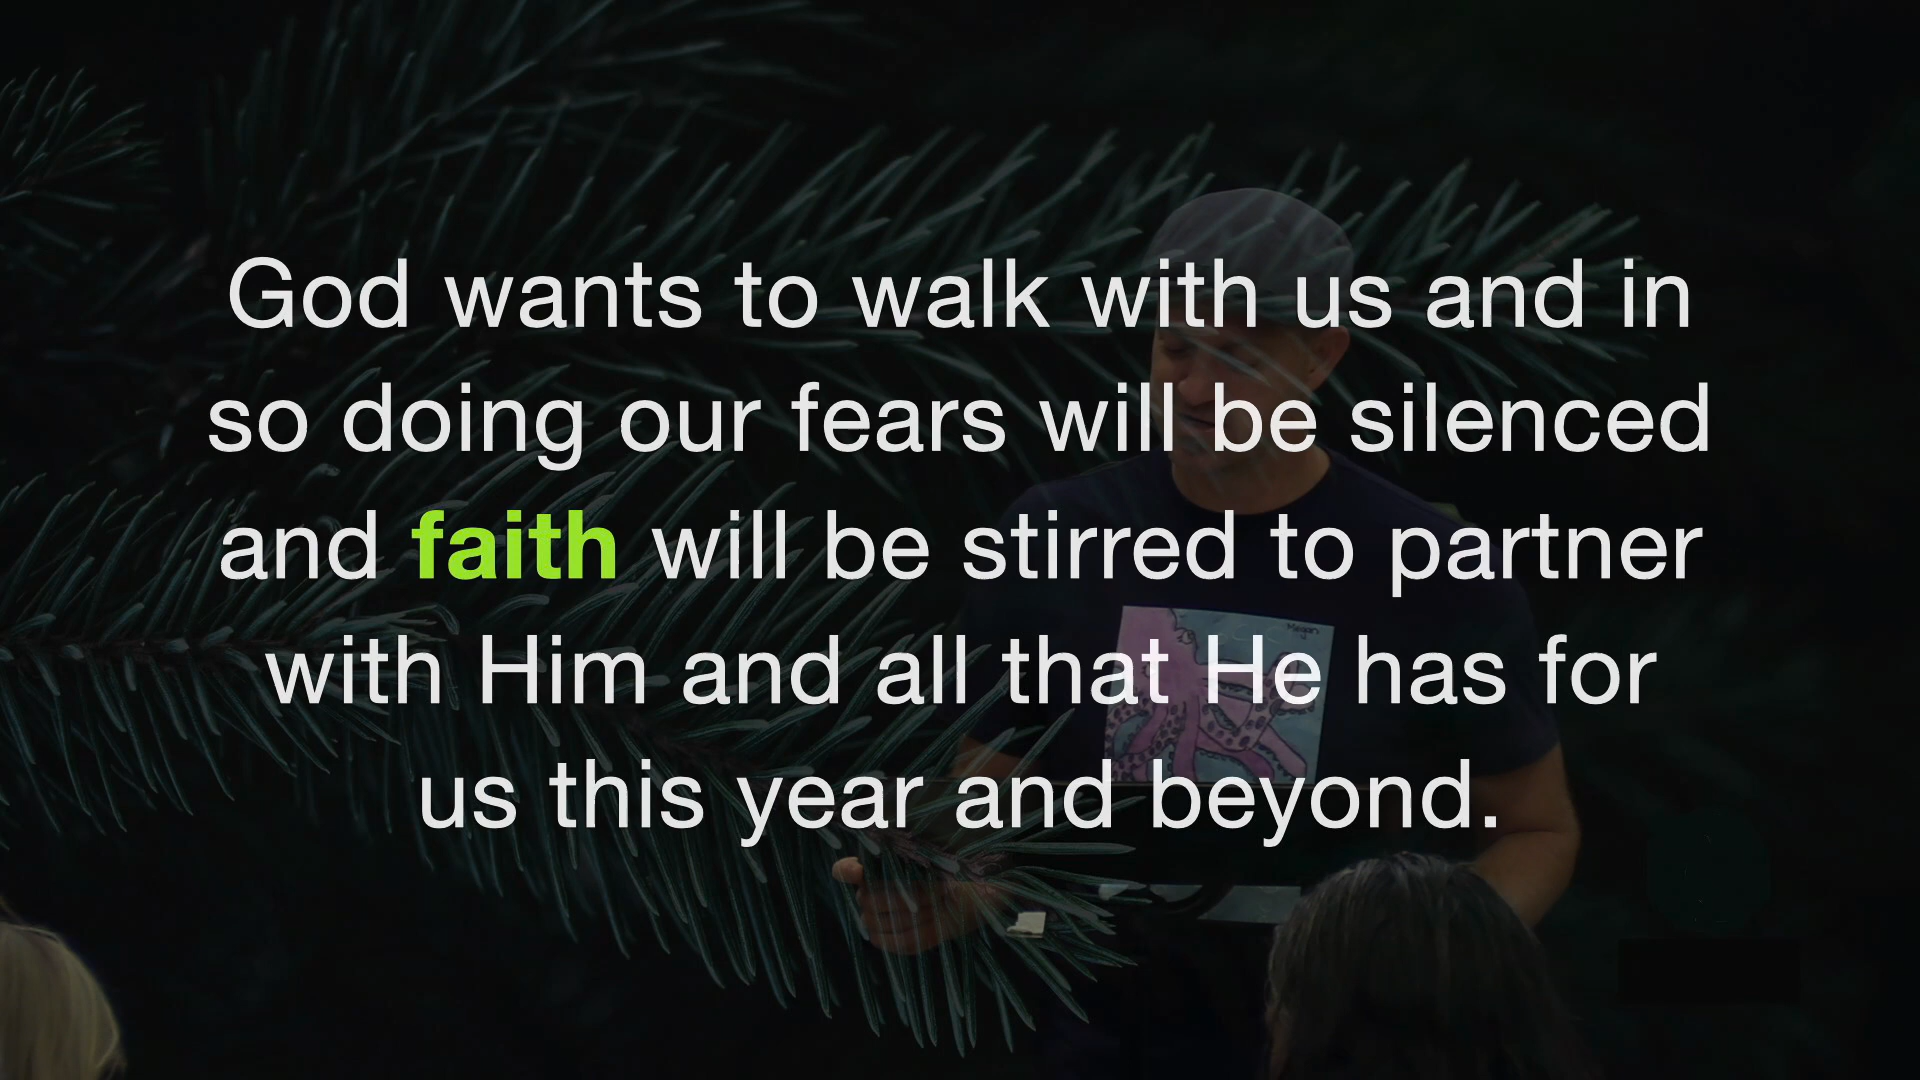 God wants to walk with us and in
so doing our fears will be silenced
and faith will be stirred to partner
with Him and all that He has for
us this year and beyond.
Megan